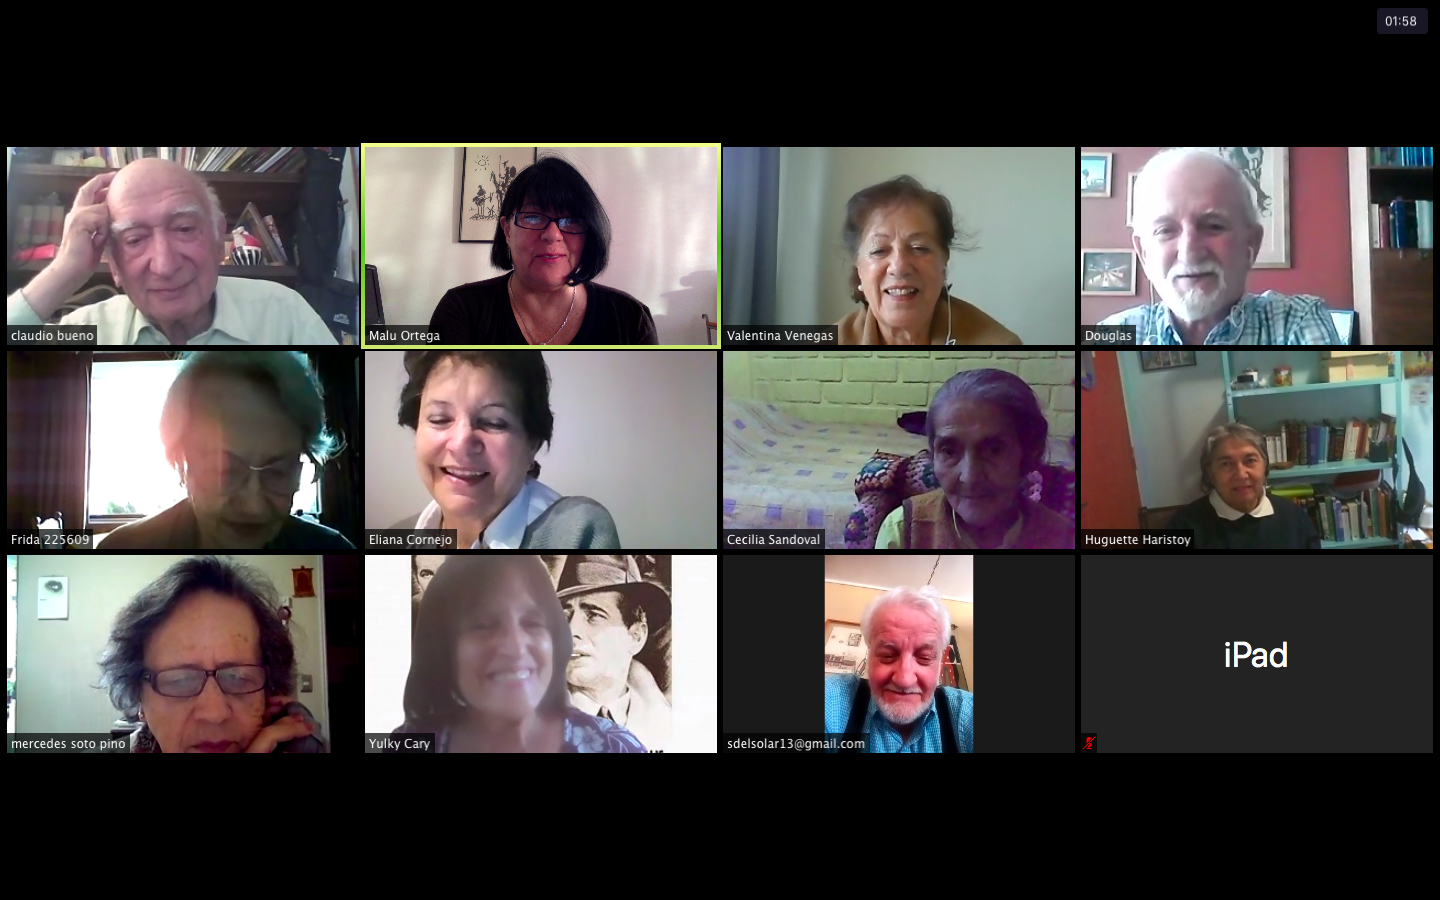 01:58
claudio bueno
Malu Ortega
Valentina Venegas
Douglas
Frida 225609
Eliana Cornejo
Cecilia Sandoval
Huguette Haristoy
mercedes soto pino
Yulky Cary
sdelsolar13@gmail.com
iPad